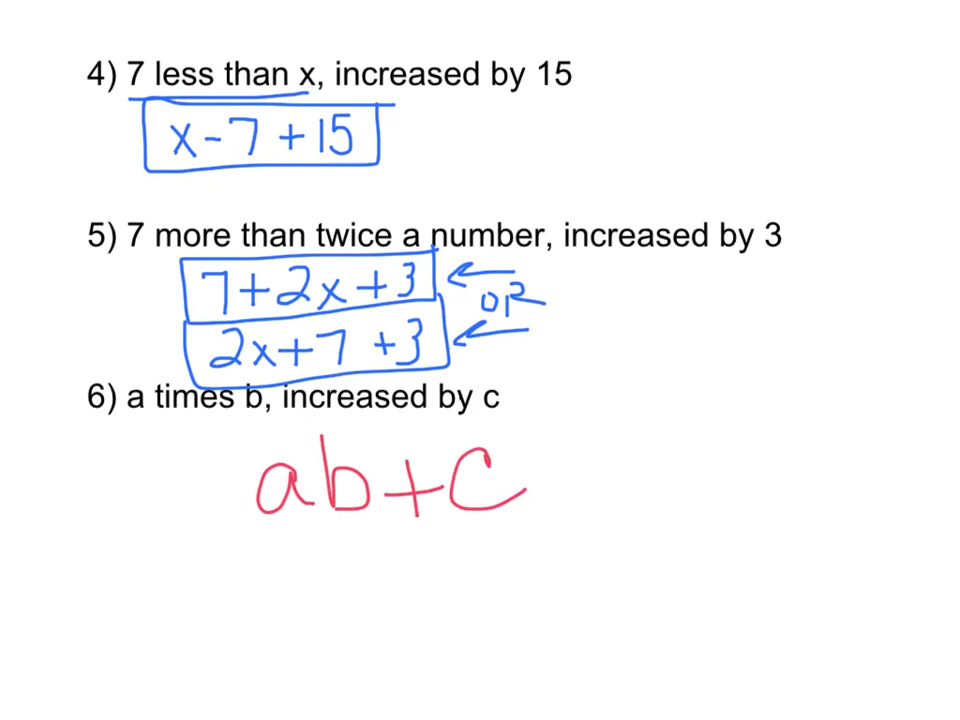 4) 7 less than x, increased by 15
x-7+15
5) 7 more than twice a number, increased by 3
7+2x+3
OR
2x+7+3
6) a times b, increased by c
ab+c